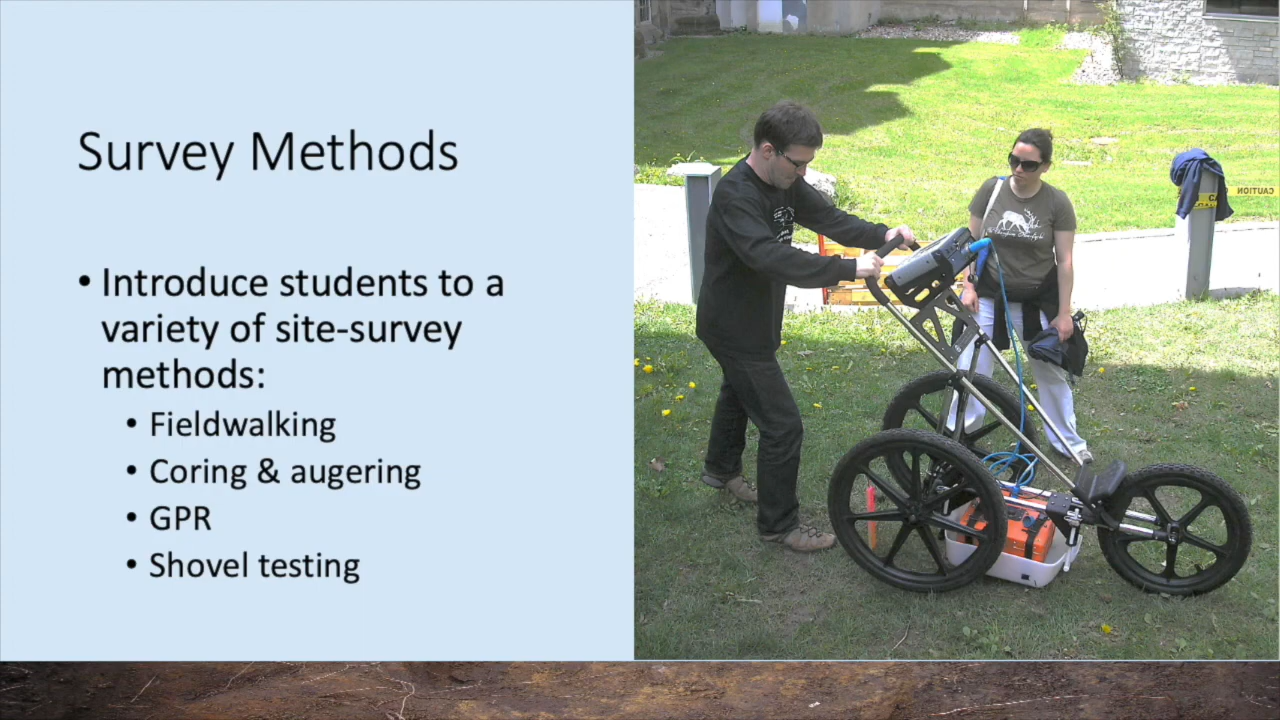 Survey Methods
• Introduce students to a
variety of site-survey
methods:
• Fieldwalking
• Coring & augering
• GPR
• Shovel testing
CAUTION